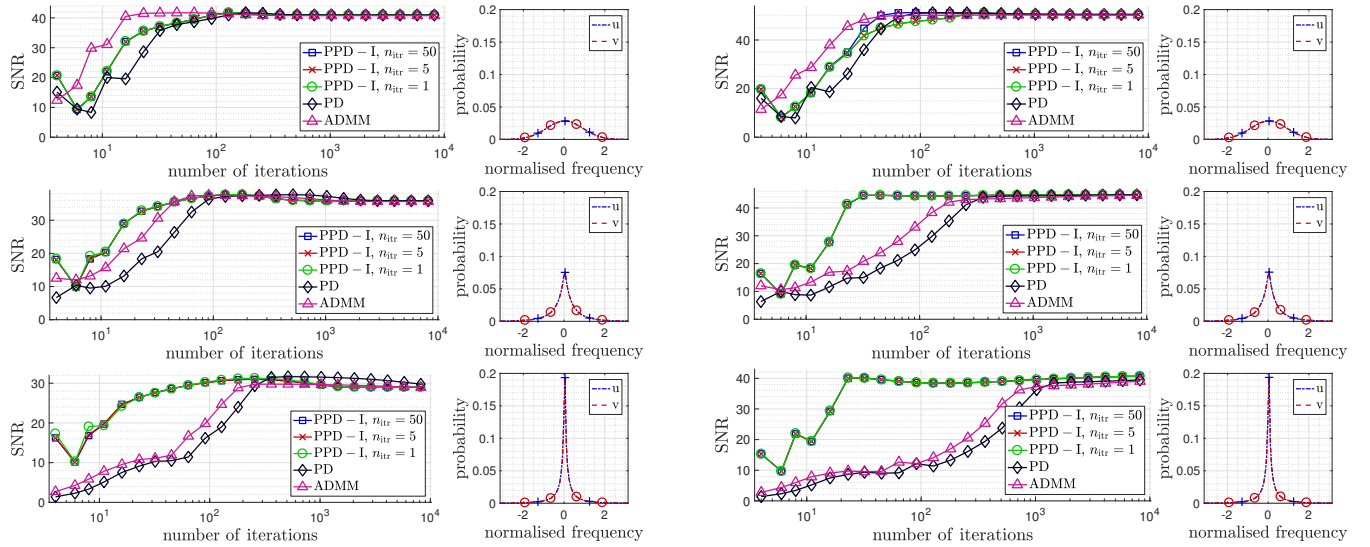 SNR
40
30
20
10
0
10^1
10^2
10^3
10^4
number of iterations
PPD − I, n_itr = 50
PPD − I, n_itr = 5
PPD − I, n_itr = 1
PD
ADMM
probability
0.2
0.15
0.1
0.05
0
-2
0
2
normalised frequency
u
v
SNR
40
20
0
10^1
10^2
10^3
10^4
number of iterations
PPD − I, n_itr = 50
PPD − I, n_itr = 5
PPD − I, n_itr = 1
PD
ADMM
probability
0.2
0.15
0.1
0.05
0
-2
0
2
normalised frequency
u
v
SNR
30
20
10
0
10^1
10^2
10^3
10^4
number of iterations
PPD − I, n_itr = 50
PPD − I, n_itr = 5
PPD − I, n_itr = 1
PD
ADMM
probability
0.2
0.15
0.1
0.05
0
-2
0
2
normalised frequency
u
v
SNR
40
30
20
10
0
10^1
10^2
10^3
10^4
number of iterations
PPD − I, n_itr = 50
PPD − I, n_itr = 5
PPD − I, n_itr = 1
PD
ADMM
probability
0.2
0.15
0.1
0.05
0
-2
0
2
normalised frequency
u
v
SNR
30
20
10
0
10^1
10^2
10^3
10^4
number of iterations
PPD − I, n_itr = 50
PPD − I, n_itr = 5
PPD − I, n_itr = 1
PD
ADMM
probability
0.2
0.15
0.1
0.05
0
-2
0
2
normalised frequency
u
v
SNR
40
30
20
10
0
10^1
10^2
10^3
10^4
number of iterations
PPD − I, n_itr = 50
PPD − I, n_itr = 5
PPD − I, n_itr = 1
PD
ADMM
probability
0.2
0.15
0.1
0.05
0
-2
0
2
normalised frequency
u
v